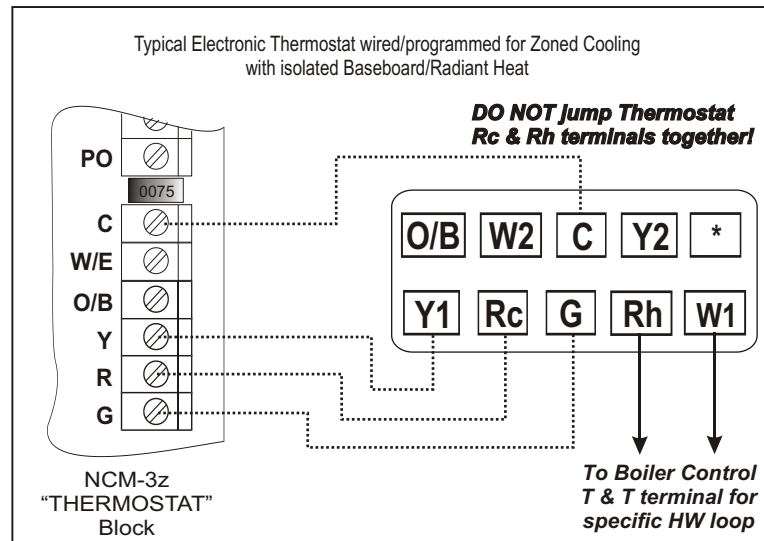 Typical Electronic Thermostat wired/programmed for Zoned Cooling
with isolated Baseboard/Radiant Heat
DO NOT jump Thermostat
Rc & Rh terminals together!
PO
0075
C
W/E
O/B
Y
R
G
NCM-3z
“THERMOSTAT”
Block
O/B W2 C Y2 *
Y1 Rc G Rh W1
To Boiler Control
T & T terminal for
specific HW loop